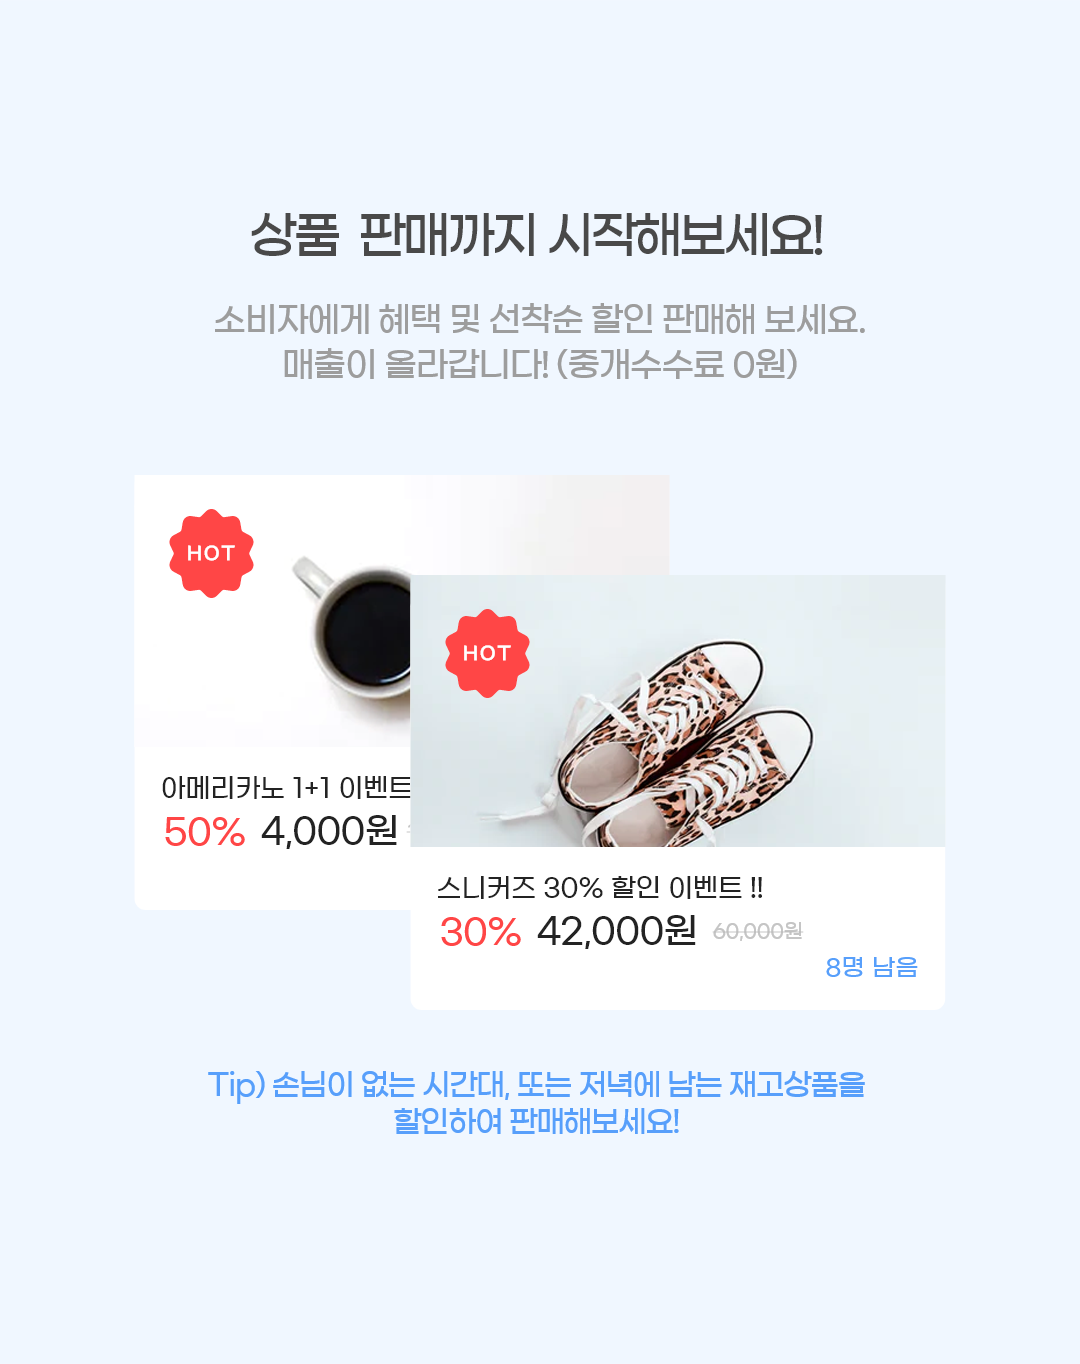 상품 판매까지 시작해보세요!
소비자에게 혜택 및 선착순 할인 판매해 보세요.
매출이 올라갑니다! (중개수수료 0원)
HOT
아메리카노 1+1 이벤트
50% 4,000원
HOT
스니커즈 30% 할인 이벤트 !!
30% 42,000원 60,000원
8명 남음
Tip) 손님이 없는 시간대, 또는 저녁에 남는 재고상품을
할인하여 판매해보세요!